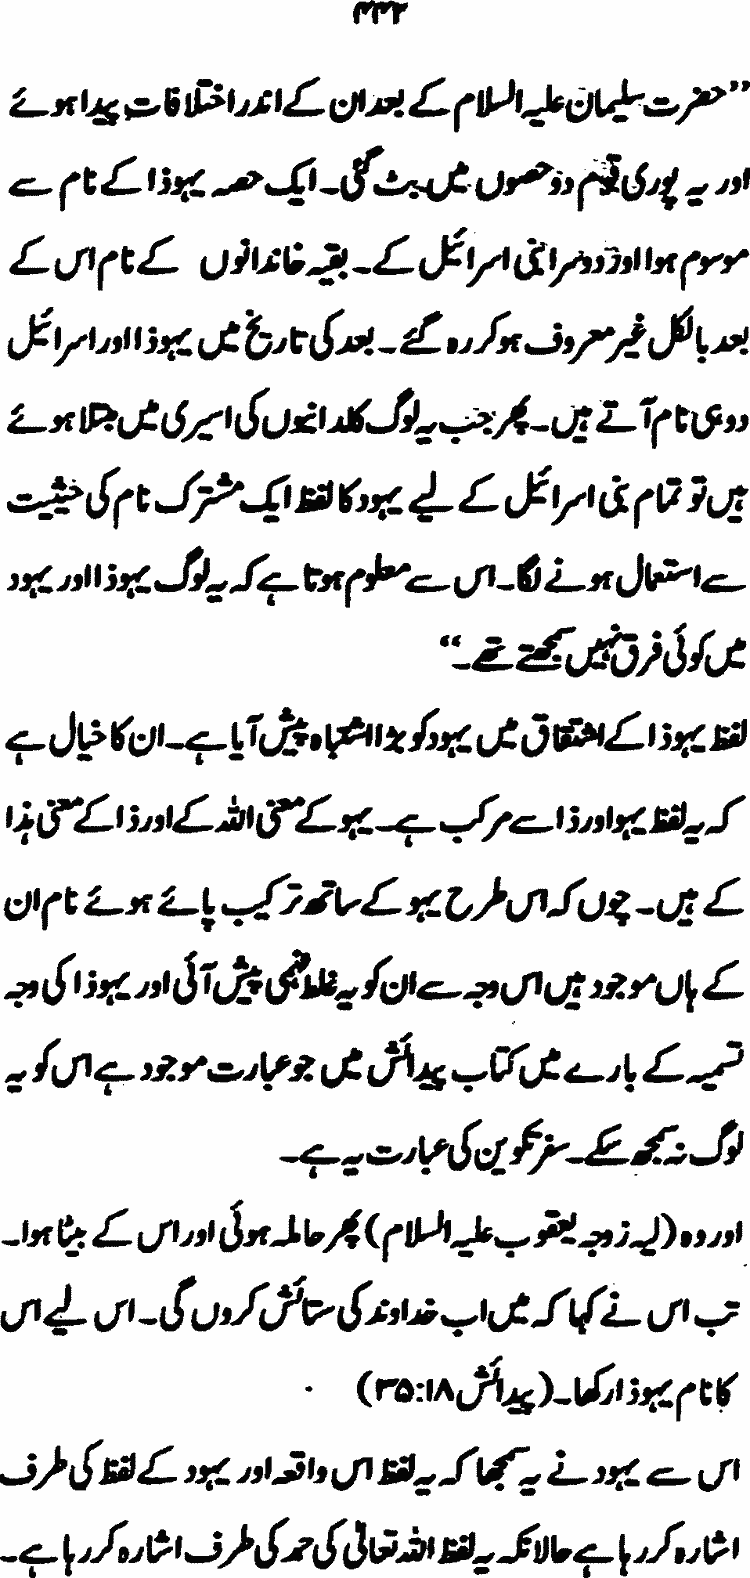 ۴۳۲
’’حضرت سلیمان علیہ السلام کے بعد ان کے اندر اختلافات پیدا ہوئے
اور یہ پوری قوم دو حصوں میں بٹ گئی۔ ایک حصہ یہوذا کے نام سے
موسوم ہوا اور دوسرا بنی اسرائیل کے۔ بقیہ خاندانوں کے نام اس کے
بعد بالکل غیر معروف ہو کر رہ گئے۔ بعد کی تاریخ میں یہوذا اور اسرائیل
دو ہی نام آتے ہیں۔ پھر جب یہ لوگ کلدانیوں کی اسیری میں مبتلا ہوئے
ہیں تو تمام بنی اسرائیل کے لیے یہود کا لفظ ایک مشترک نام کی حیثیت
سے استعمال ہونے لگا۔ اس سے معلوم ہوتا ہے کہ یہ لوگ یہوذا اور یہود
میں کوئی فرق نہیں سمجھتے تھے۔‘‘
لفظ یہوذا کے اشتقاق میں یہود کو بڑا اشتباہ پیش آیا ہے۔ ان کا خیال ہے
کہ یہ لفظ یہو اور ذا سے مرکب ہے۔ یہو کے معنی اللہ کے اور ذا کے معنی ہذا
کے ہیں۔ چوں کہ اس طرح یہو کے ساتھ ترکیب پائے ہوئے نام ان
کے ہاں موجود ہیں اس وجہ سے ان کو یہ غلط فہمی پیش آئی اور یہوذا کی وجہ
تسمیہ کے بارے میں کتاب پیدائش میں جو عبارت موجود ہے اس کو یہ
لوگ نہ سمجھ سکے۔ سفر تکوین کی عبارت یہ ہے۔
اور وہ (لیہ زوجہ یعقوب علیہ السلام) پھر حاملہ ہوئی اور اس کے بیٹا ہوا۔
تب اس نے کہا کہ میں اب خداوند کی ستائش کروں گی۔ اس لیے اس
کا نام یہوذا رکھا۔ (پیدائش ۱۸:۳۵)
اس سے یہود نے یہ سمجھا کہ یہ لفظ اس واقعہ اور یہود کے لفظ کی طرف
اشارہ کر رہا ہے حالانکہ یہ لفظ اللہ تعالیٰ کی حمد کی طرف اشارہ کر رہا ہے۔